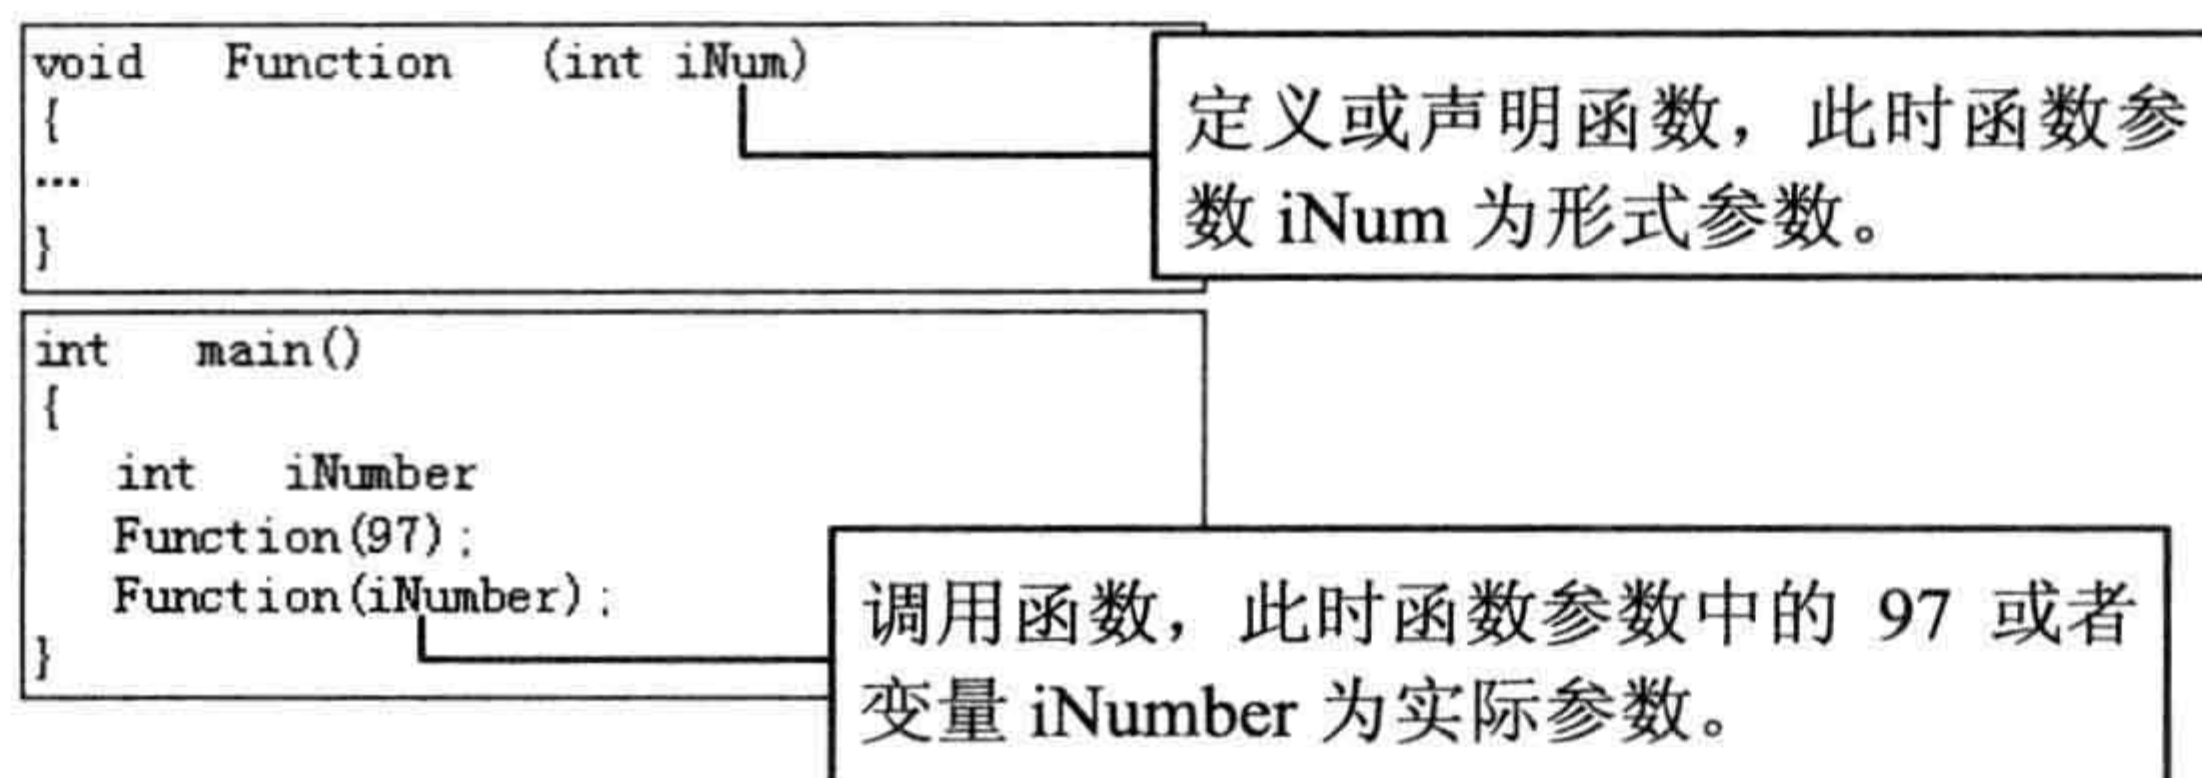 void Function (int iNum)
{
...
}
定义或声明函数，此时函数参
数 iNum 为形式参数。
int main()
{
int iNumber
Function(97);
Function(iNumber);
}
调用函数，此时函数参数中的 97 或者
变量 iNumber 为实际参数。